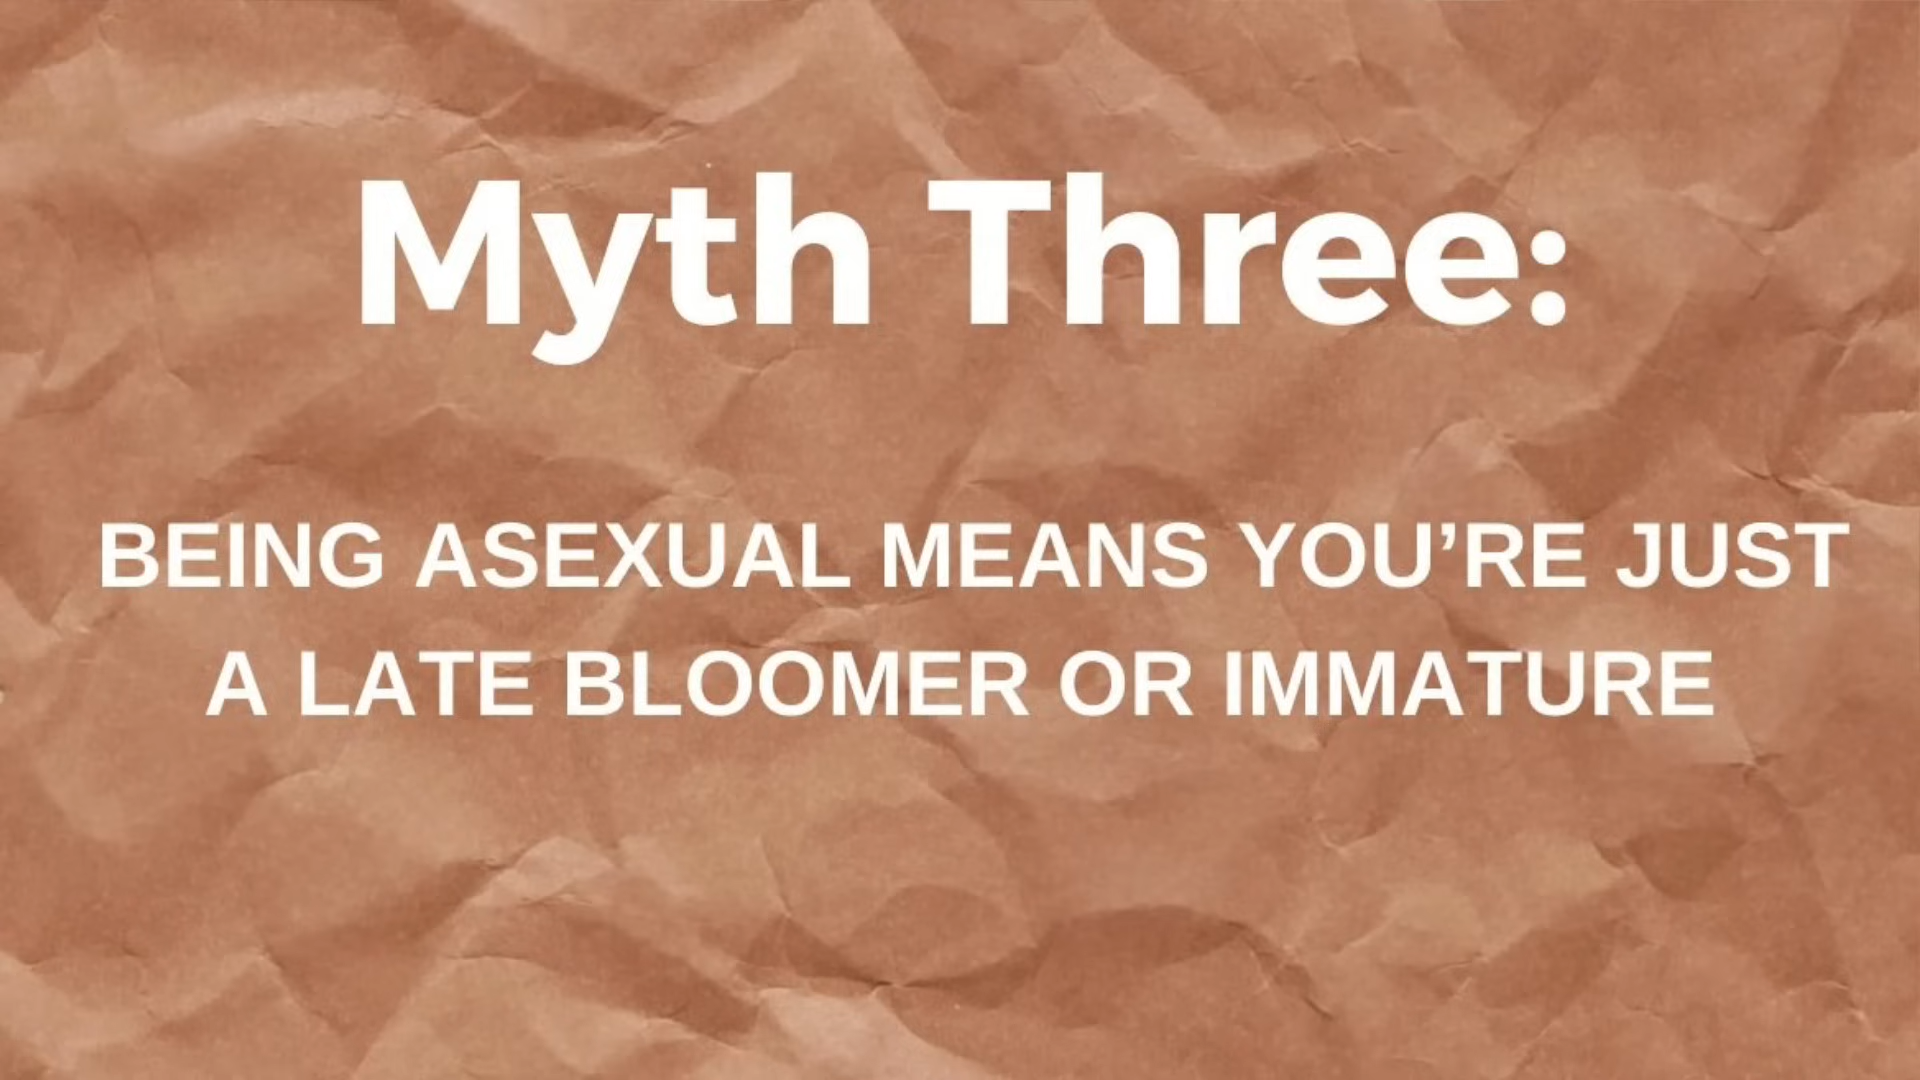 Myth Three:
BEING ASEXUAL MEANS YOU’RE JUST
A LATE BLOOMER OR IMMATURE